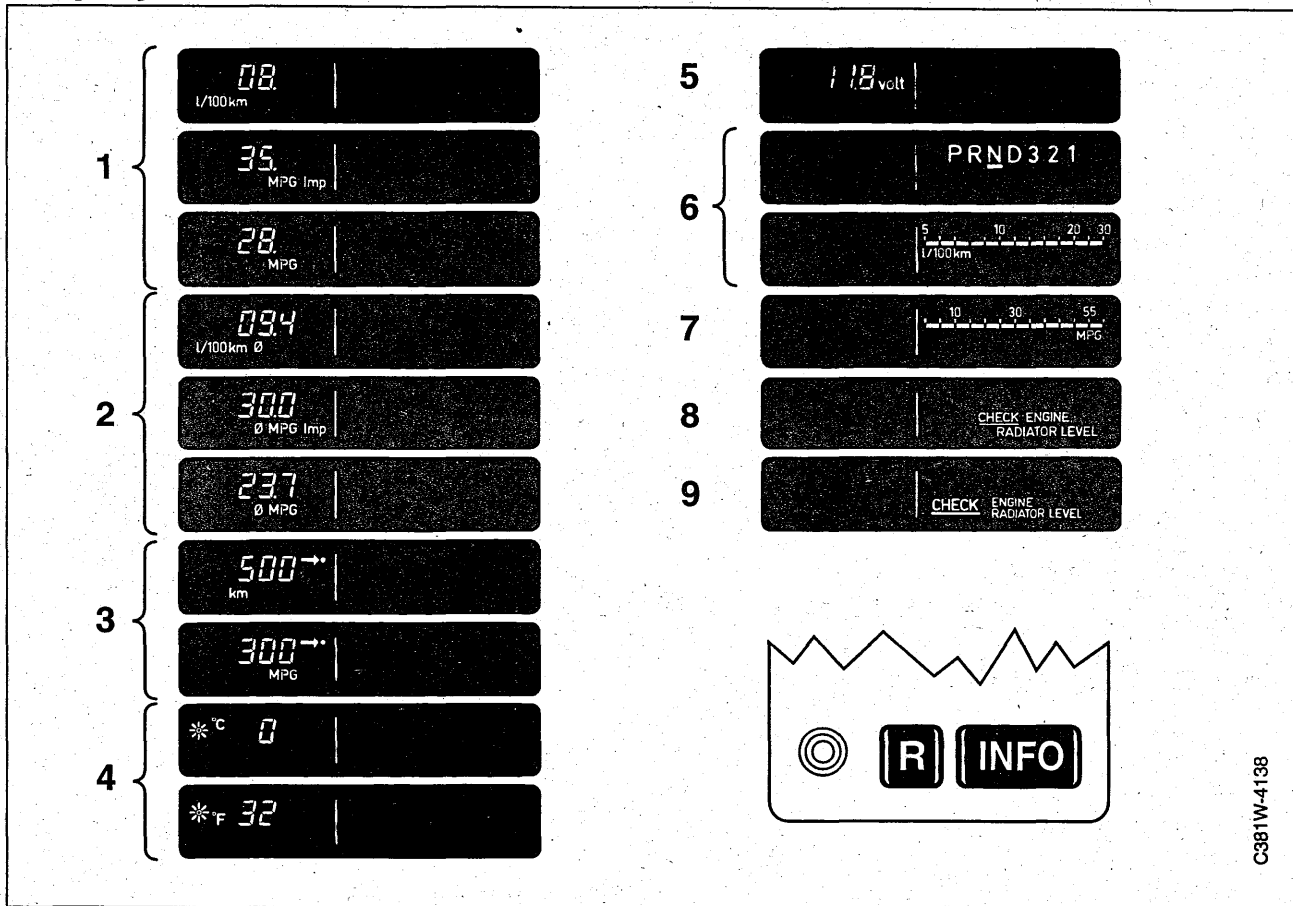 1
08.
l/100km
35.
MPG Imp
28.
MPG
2
09.4
l/100km Ø
30.0
Ø MPG Imp
23.7
Ø MPG
3
500 →•
km
300 →•
MPG
4
°C 0
°F 32
5
11.8 volt
6
PRND321
5 10 20 30
l/100km
7
10 30 55
MPG
8
CHECK ENGINE
RADIATOR LEVEL
9
CHECK ENGINE
RADIATOR LEVEL
R INFO
C381W-4138